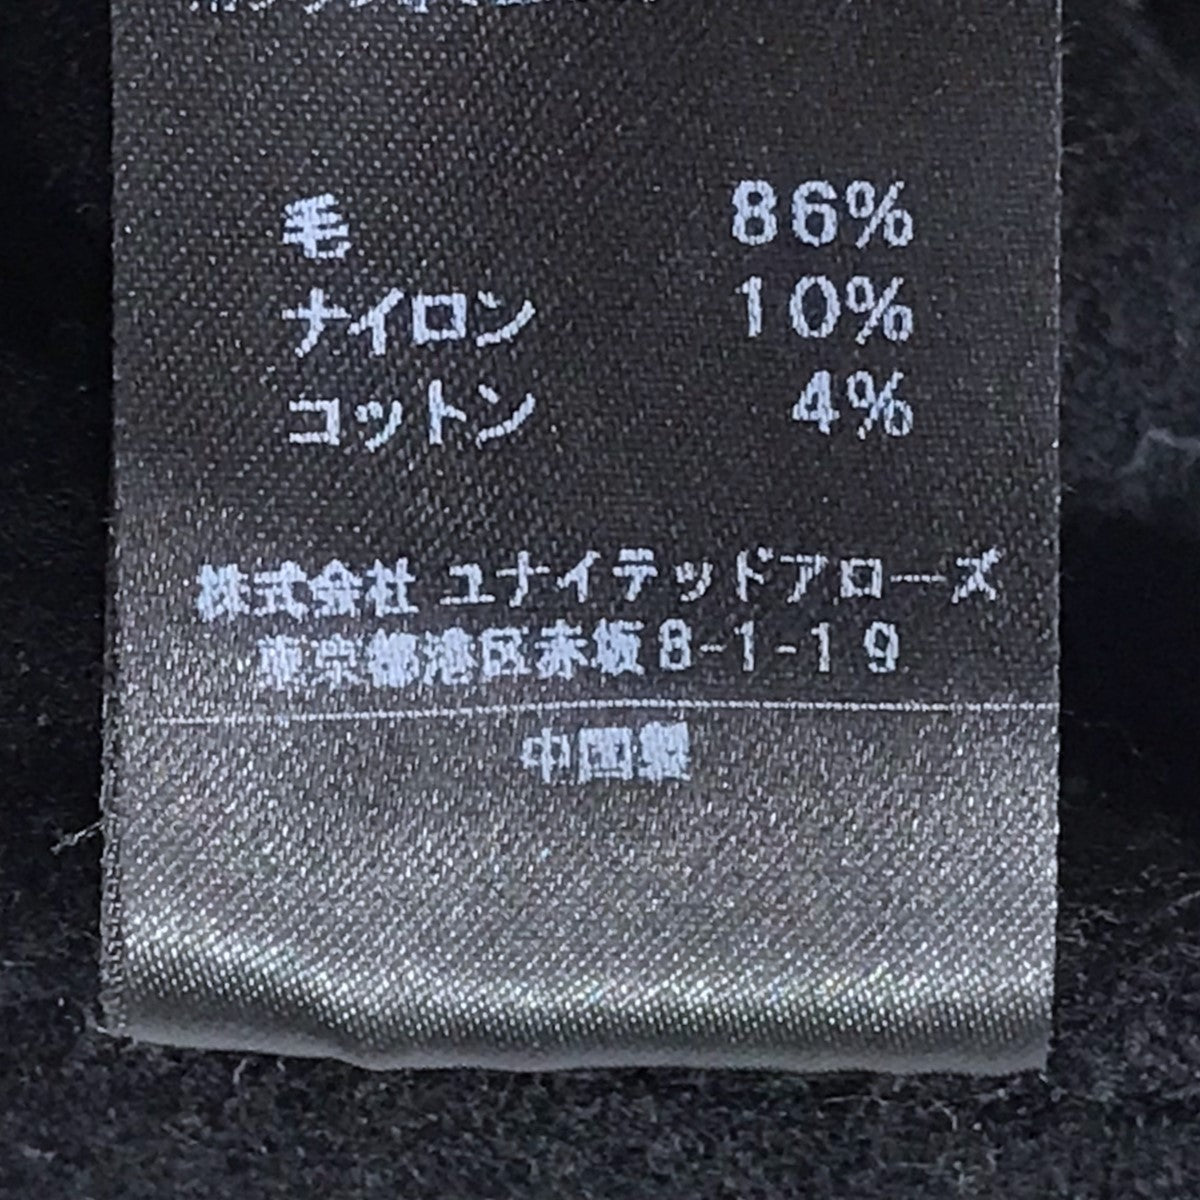 毛 86%
ナイロン 10%
コットン 4%
株式会社 ユナイテッドアローズ
東京都港区赤坂8-1-19
中国製